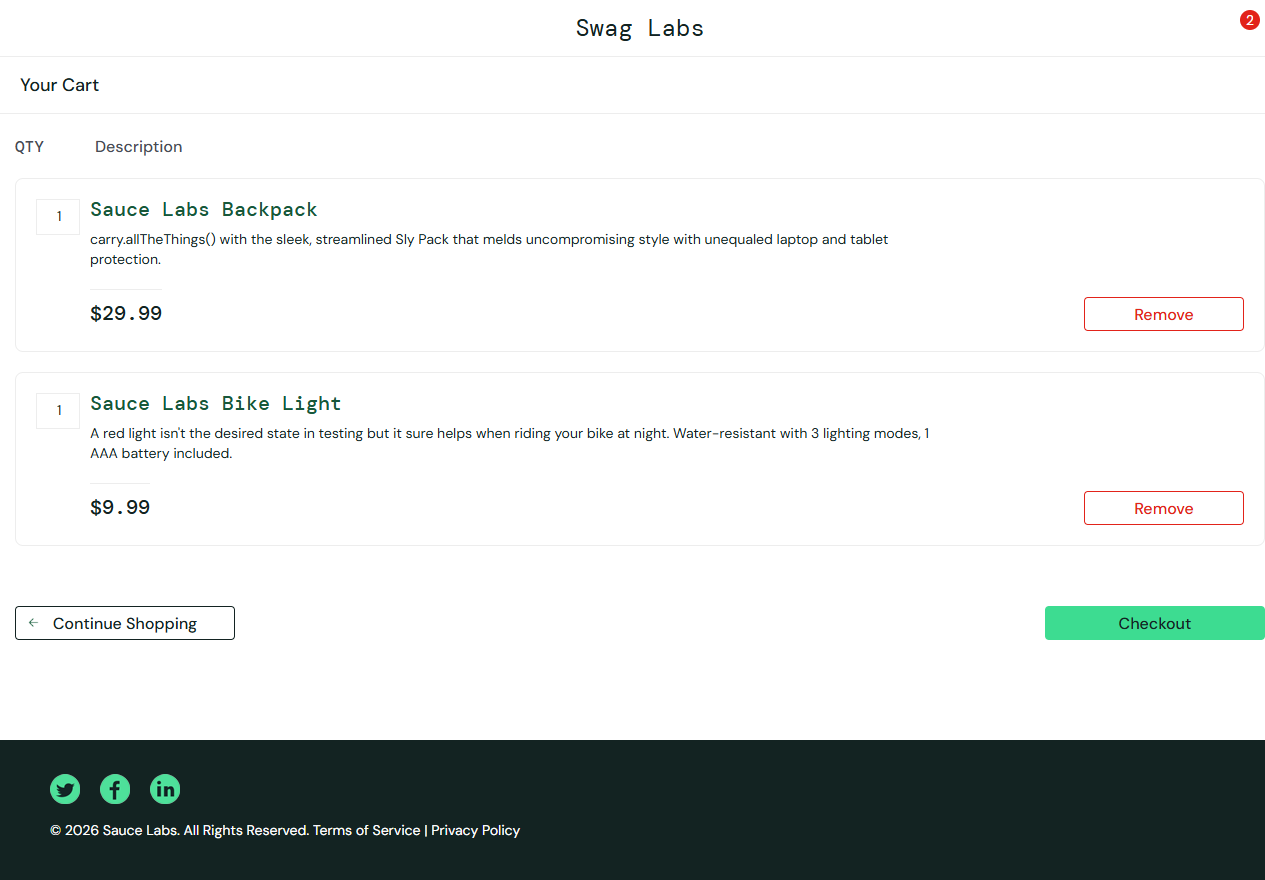 Swag Labs
2
Your Cart
QTY Description
1
Sauce Labs Backpack
carry.allTheThings() with the sleek, streamlined Sly Pack that melds uncompromising style with unequaled laptop and tablet
protection.
$29.99
Remove
1
Sauce Labs Bike Light
A red light isn't the desired state in testing but it sure helps when riding your bike at night. Water-resistant with 3 lighting modes, 1
AAA battery included.
$9.99
Remove
Continue Shopping
Checkout
© 2026 Sauce Labs. All Rights Reserved. Terms of Service | Privacy Policy